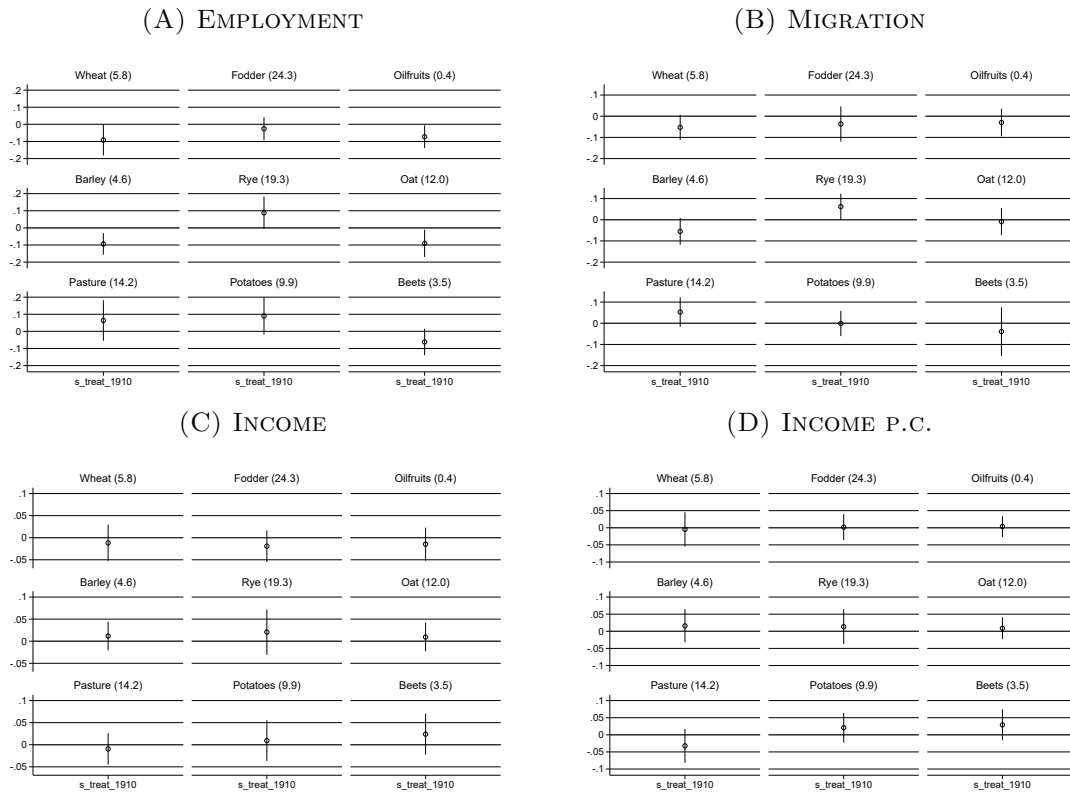 (A) EMPLOYMENT
Wheat (5.8) Fodder (24.3) Oilfruits (0.4)
.2
.1
0
-.1
-.2
Barley (4.6) Rye (19.3) Oat (12.0)
.2
.1
0
-.1
-.2
Pasture (14.2) Potatoes (9.9) Beets (3.5)
.2
.1
0
-.1
-.2
s_treat_1910 s_treat_1910 s_treat_1910
(B) MIGRATION
Wheat (5.8) Fodder (24.3) Oilfruits (0.4)
.1
0
-.1
-.2
Barley (4.6) Rye (19.3) Oat (12.0)
.1
0
-.1
-.2
Pasture (14.2) Potatoes (9.9) Beets (3.5)
.1
0
-.1
-.2
s_treat_1910 s_treat_1910 s_treat_1910
(C) INCOME
Wheat (5.8) Fodder (24.3) Oilfruits (0.4)
.1
.05
0
-.05
Barley (4.6) Rye (19.3) Oat (12.0)
.1
.05
0
-.05
Pasture (14.2) Potatoes (9.9) Beets (3.5)
.1
.05
0
-.05
s_treat_1910 s_treat_1910 s_treat_1910
(D) INCOME P.C.
Wheat (5.8) Fodder (24.3) Oilfruits (0.4)
.1
.05
0
-.05
-.1
Barley (4.6) Rye (19.3) Oat (12.0)
.1
.05
0
-.05
-.1
Pasture (14.2) Potatoes (9.9) Beets (3.5)
.1
.05
0
-.05
-.1
s_treat_1910 s_treat_1910 s_treat_1910